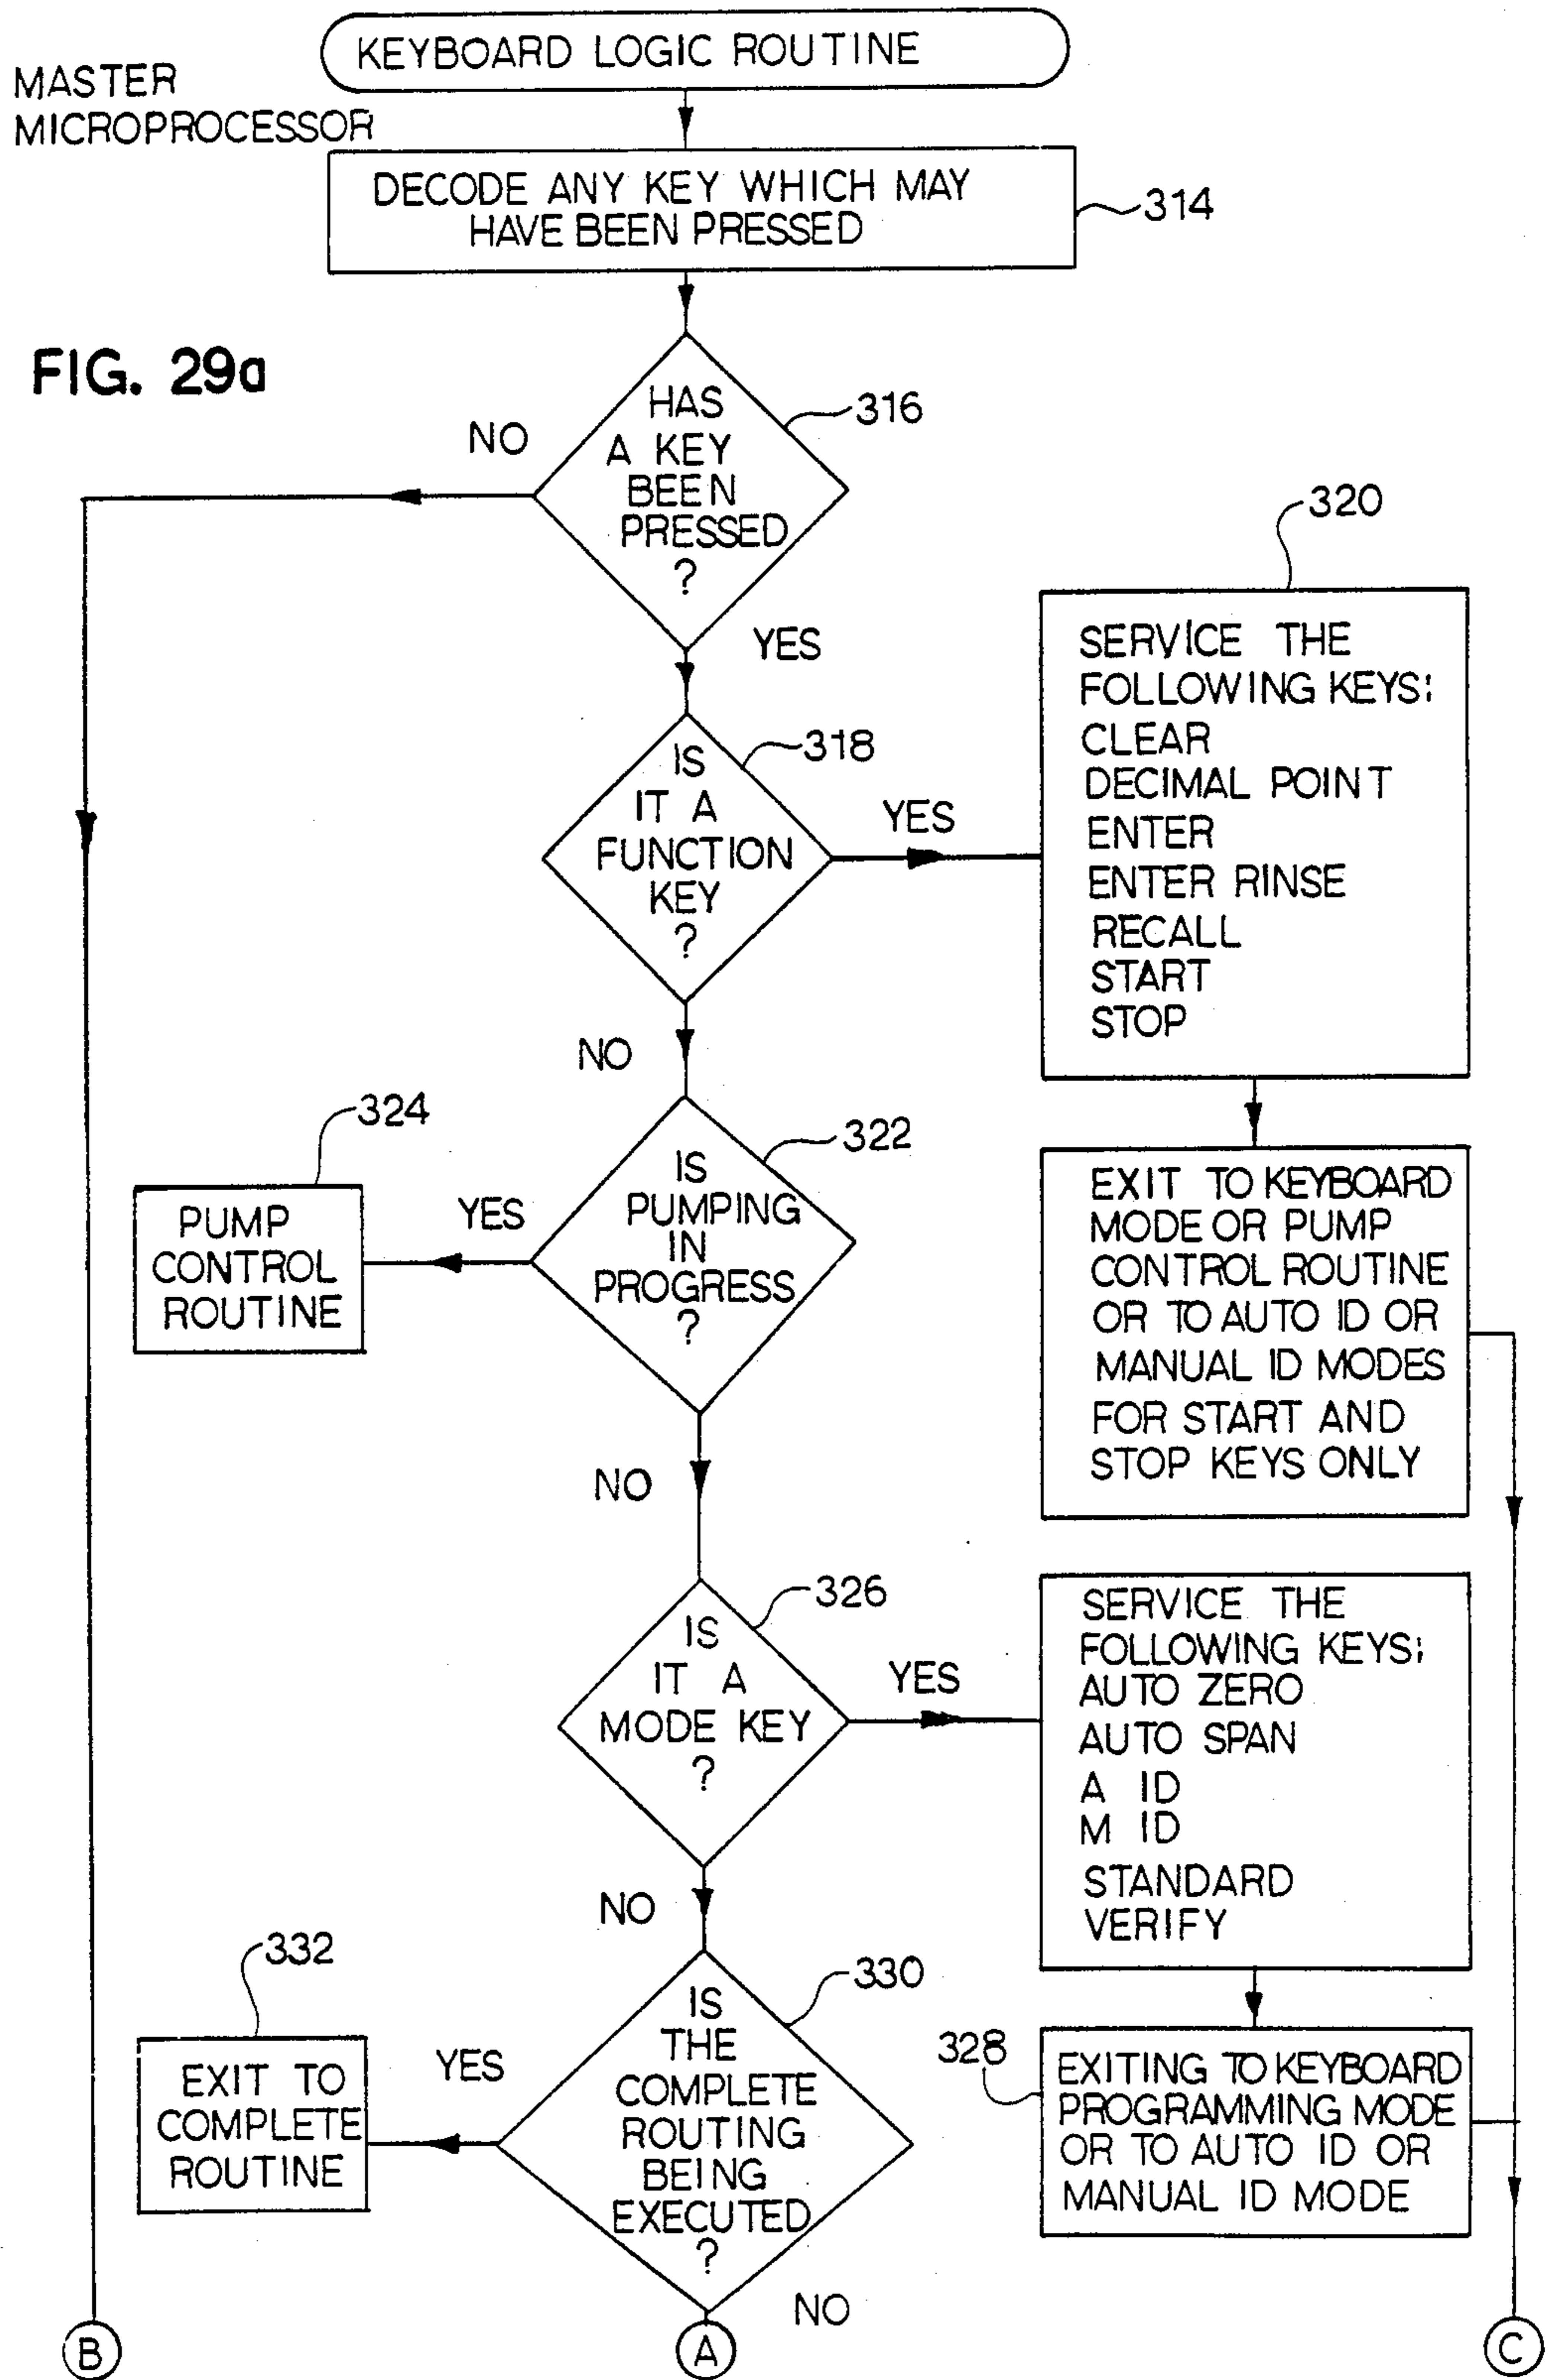 KEYBOARD LOGIC ROUTINE
MASTER
MICROPROCESSOR
DECODE ANY KEY WHICH MAY
HAVE BEEN PRESSED
314
FIG. 29a
HAS
A KEY
BEEN
PRESSED
?
316
NO
YES
320
IS
IT A
FUNCTION
KEY
?
318
YES
NO
SERVICE THE
FOLLOWING KEYS:
CLEAR
DECIMAL POINT
ENTER
ENTER RINSE
RECALL
START
STOP
324
PUMP
CONTROL
ROUTINE
YES
IS
PUMPING
IN
PROGRESS
?
322
NO
EXIT TO KEYBOARD
MODE OR PUMP
CONTROL ROUTINE
OR TO AUTO ID OR
MANUAL ID MODES
FOR START AND
STOP KEYS ONLY
IS
IT A
MODE KEY
?
326
YES
NO
SERVICE THE
FOLLOWING KEYS:
AUTO ZERO
AUTO SPAN
A ID
M ID
STANDARD
VERIFY
332
EXIT TO
COMPLETE
ROUTINE
YES
IS
THE
COMPLETE
ROUTING
BEING
EXECUTED
?
330
NO
328
EXITING TO KEYBOARD
PROGRAMMING MODE
OR TO AUTO ID OR
MANUAL ID MODE
B
A
C